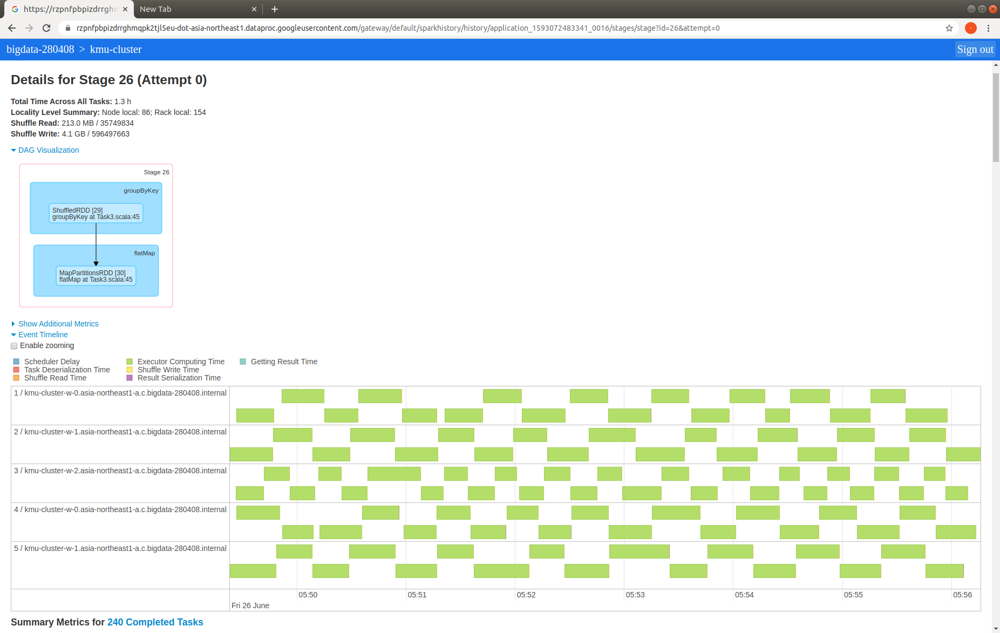 https://rzpnfpbpizdrrghm
New Tab
rzpnfpbpizdrrghmqpk2tjl5eu-dot-asia-northeast1.dataproc.googleusercontent.com/gateway/default/sparkhistory/history/application_1593072483341_0016/stages/stage?id=26&attempt=0
bigdata-280408 > kmu-cluster
Sign out
Details for Stage 26 (Attempt 0)
Total Time Across All Tasks: 1.3 h
Locality Level Summary: Node local: 86; Rack local: 154
Shuffle Read: 213.0 MB / 35749834
Shuffle Write: 4.1 GB / 596497663
DAG Visualization
Stage 26
groupByKey
ShuffledRDD [29]
groupByKey at Task3.scala:45
flatMap
MapPartitionsRDD [30]
flatMap at Task3.scala:45
Show Additional Metrics
Event Timeline
Enable zooming
Scheduler Delay
Task Deserialization Time
Shuffle Read Time
Executor Computing Time
Shuffle Write Time
Result Serialization Time
Getting Result Time
1 / kmu-cluster-w-0.asia-northeast1-a.c.bigdata-280408.internal
2 / kmu-cluster-w-1.asia-northeast1-a.c.bigdata-280408.internal
3 / kmu-cluster-w-2.asia-northeast1-a.c.bigdata-280408.internal
4 / kmu-cluster-w-0.asia-northeast1-a.c.bigdata-280408.internal
5 / kmu-cluster-w-1.asia-northeast1-a.c.bigdata-280408.internal
05:50 05:51 05:52 05:53 05:54 05:55 05:56
Fri 26 June
Summary Metrics for 240 Completed Tasks